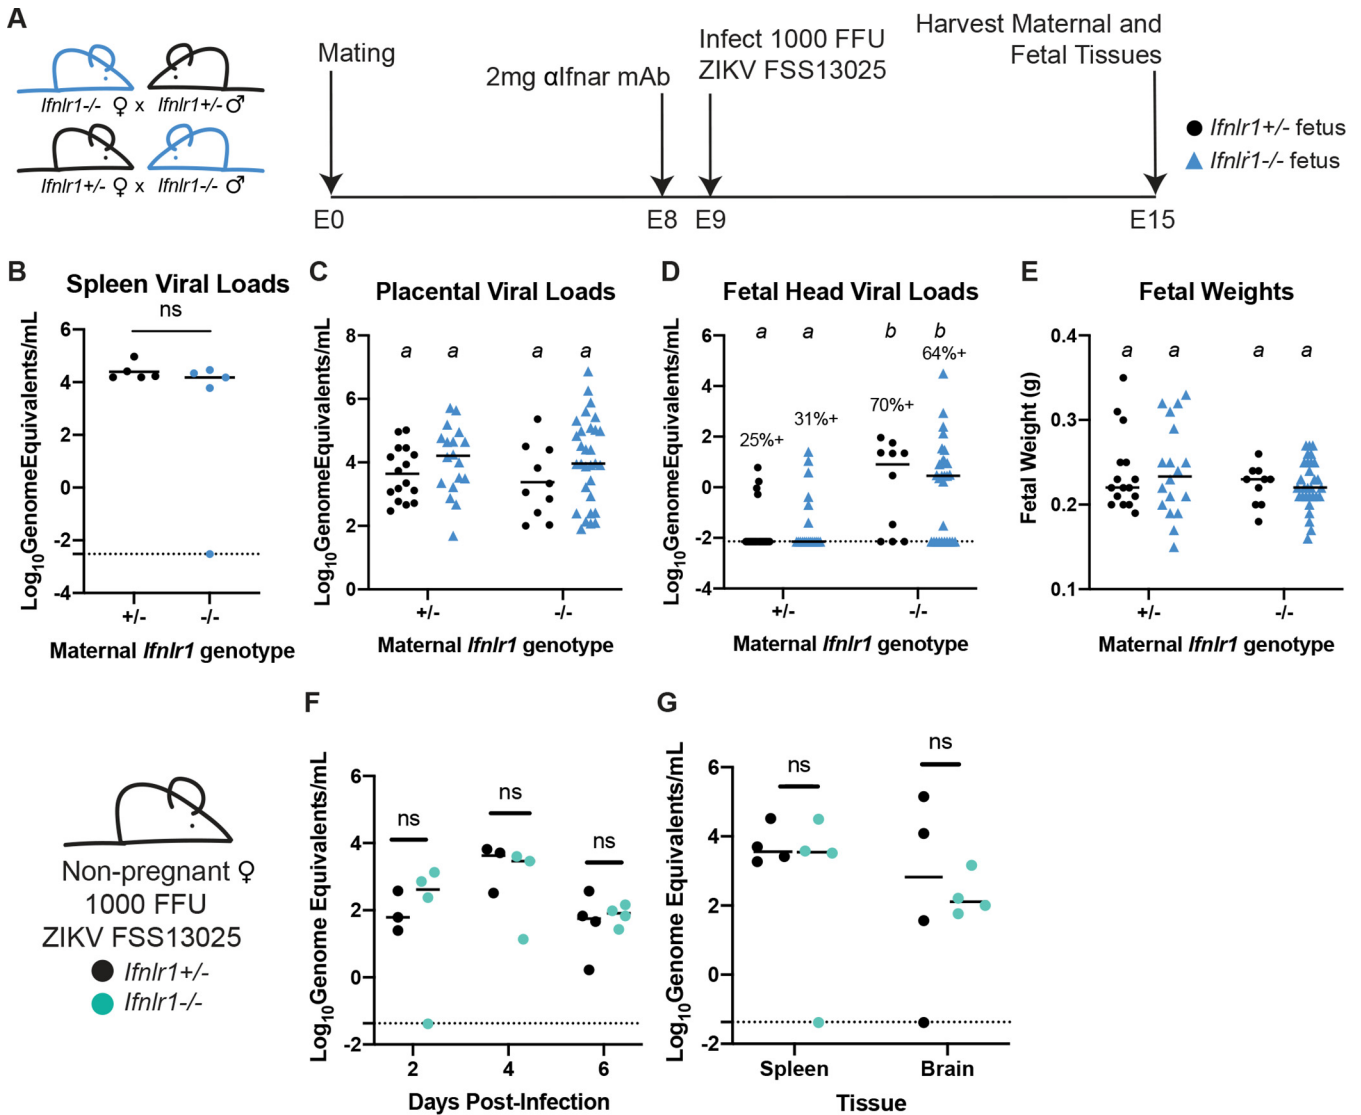 A
Ifnlr1-/- ♀ x Ifnlr1+/- ♂
Ifnlr1+/- ♀ x Ifnlr1-/- ♂
Mating
2mg αIfnar mAb
Infect 1000 FFU
ZIKV FSS13025
Harvest Maternal and
Fetal Tissues
E0
E8
E9
E15
Ifnlr1+/- fetus
Ifnlr1-/- fetus
B
Spleen Viral Loads
ns
Log10GenomeEquivalents/mL
6
4
2
0
-2
-4
+/-
-/-
Maternal Ifnlr1 genotype
C
Placental Viral Loads
Log10GenomeEquivalents/mL
8
6
4
2
0
a
a
a
a
+/-
-/-
Maternal Ifnlr1 genotype
D
Fetal Head Viral Loads
Log10GenomeEquivalents/mL
6
4
2
0
-2
-4
a
a
b
b
25%+
31%+
70%+
64%+
+/-
-/-
Maternal Ifnlr1 genotype
E
Fetal Weights
Fetal Weight (g)
0.4
0.3
0.2
0.1
a
a
a
a
+/-
-/-
Maternal Ifnlr1 genotype
Non-pregnant ♀
1000 FFU
ZIKV FSS13025
Ifnlr1+/-
Ifnlr1-/-
F
Log10Genome Equivalents/mL
6
4
2
0
-2
ns
ns
ns
2
4
6
Days Post-Infection
G
Log10Genome Equivalents/mL
6
4
2
0
-2
ns
ns
Spleen
Brain
Tissue